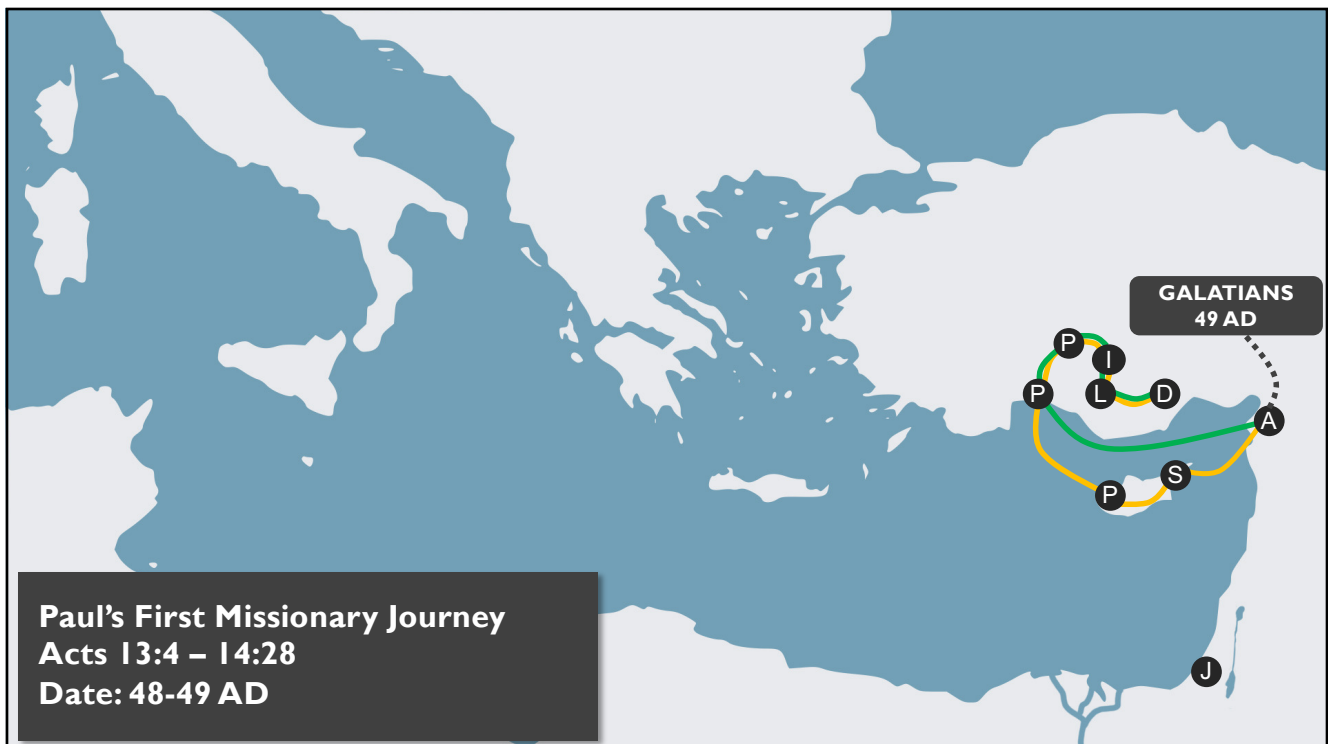 GALATIANS
49 AD
P
I
P
L
D
A
S
P
Paul’s First Missionary Journey
Acts 13:4 – 14:28
Date: 48-49 AD
J